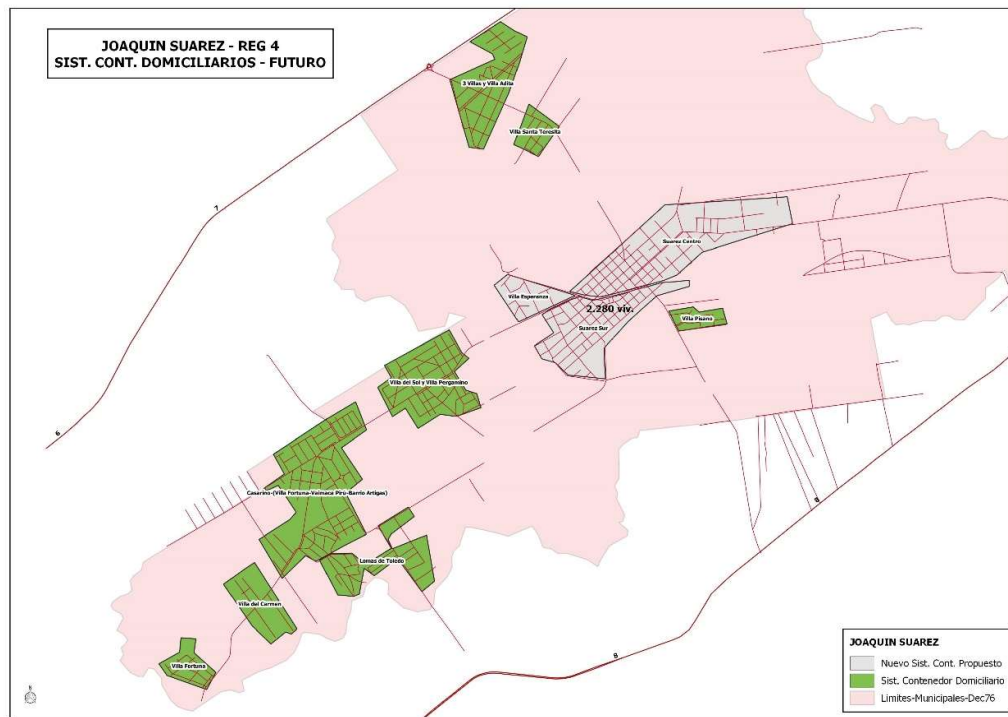 JOAQUIN SUAREZ - REG 4
SIST. CONT. DOMICILIARIOS - FUTURO
3 Villas y Villa Adita
Villa Santa Teresita
7
Suarez Centro
Villa Esperanza
2.280 viv.
Suarez Sur
Villa Pisano
Villa del Sol y Villa Pergamino
6
Casarino-(Villa Fortuna-Vaimaca Piru-Barrio Artigas)
8
Lomas de Toledo
Villa del Carmen
Villa Fortuna
8
JOAQUIN SUAREZ
Nuevo Sist. Cont. Propuesto
Sist. Contenedor Domiciliario
Limites-Municipales-Dec76